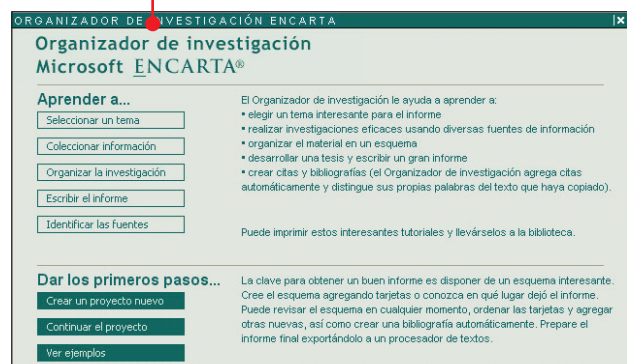 ORGANIZADOR DE INVESTIGACIÓN ENCARTA
Organizador de investigación
Microsoft ENCARTA®
Aprender a...
Seleccionar un tema
Coleccionar información
Organizar la investigación
Escribir el informe
Identificar las fuentes
El Organizador de investigación le ayuda a aprender a:
• elegir un tema interesante para el informe
• realizar investigaciones eficaces usando diversas fuentes de información
• organizar el material en un esquema
• desarrollar una tesis y escribir un gran informe
• crear citas y bibliografías (el Organizador de investigación agrega citas
automáticamente y distingue sus propias palabras del texto que haya copiado).
Puede imprimir estos interesantes tutoriales y llevárselos a la biblioteca.
Dar los primeros pasos...
Crear un proyecto nuevo
Continuar el proyecto
Ver ejemplos
La clave para obtener un buen informe es disponer de un esquema interesante.
Cree el esquema agregando tarjetas o conozca en qué lugar dejó el informe.
Puede revisar el esquema en cualquier momento, ordenar las tarjetas y agregar
otras nuevas, así como crear una bibliografía automáticamente. Prepare el
informe final exportándolo a un procesador de textos.